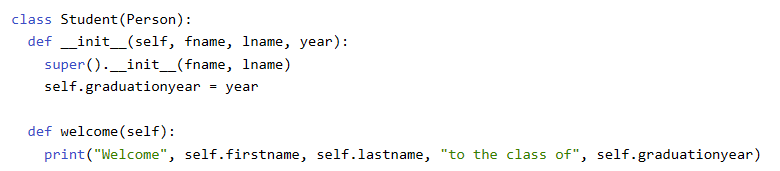 class Student(Person):
  def __init__(self, fname, lname, year):
    super().__init__(fname, lname)
    self.graduationyear = year

  def welcome(self):
    print("Welcome", self.firstname, self.lastname, "to the class of", self.graduationyear)